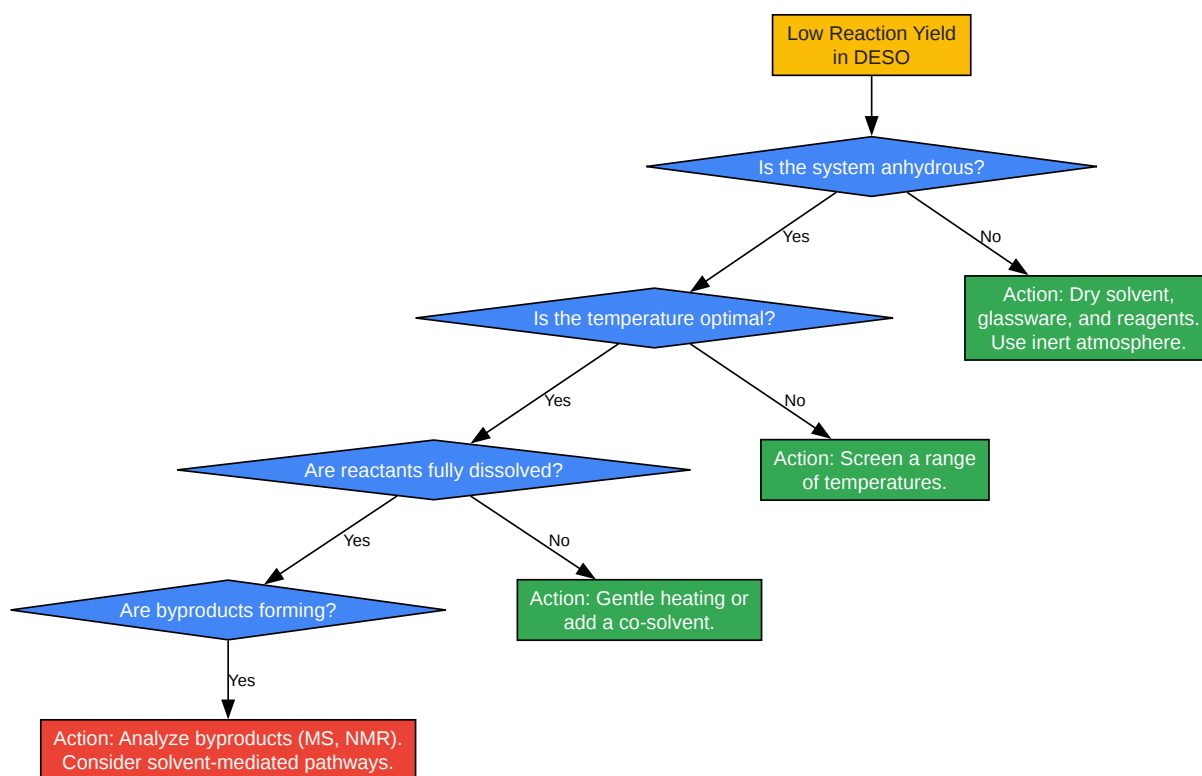 Low Reaction Yield
in DESO
Is the system anhydrous?
Yes
No
Action: Dry solvent,
glassware, and reagents.
Use inert atmosphere.
Is the temperature optimal?
Yes
No
Action: Screen a range
of temperatures.
Are reactants fully dissolved?
Yes
No
Action: Gentle heating or
add a co-solvent.
Are byproducts forming?
Yes
Action: Analyze byproducts (MS, NMR).
Consider solvent-mediated pathways.